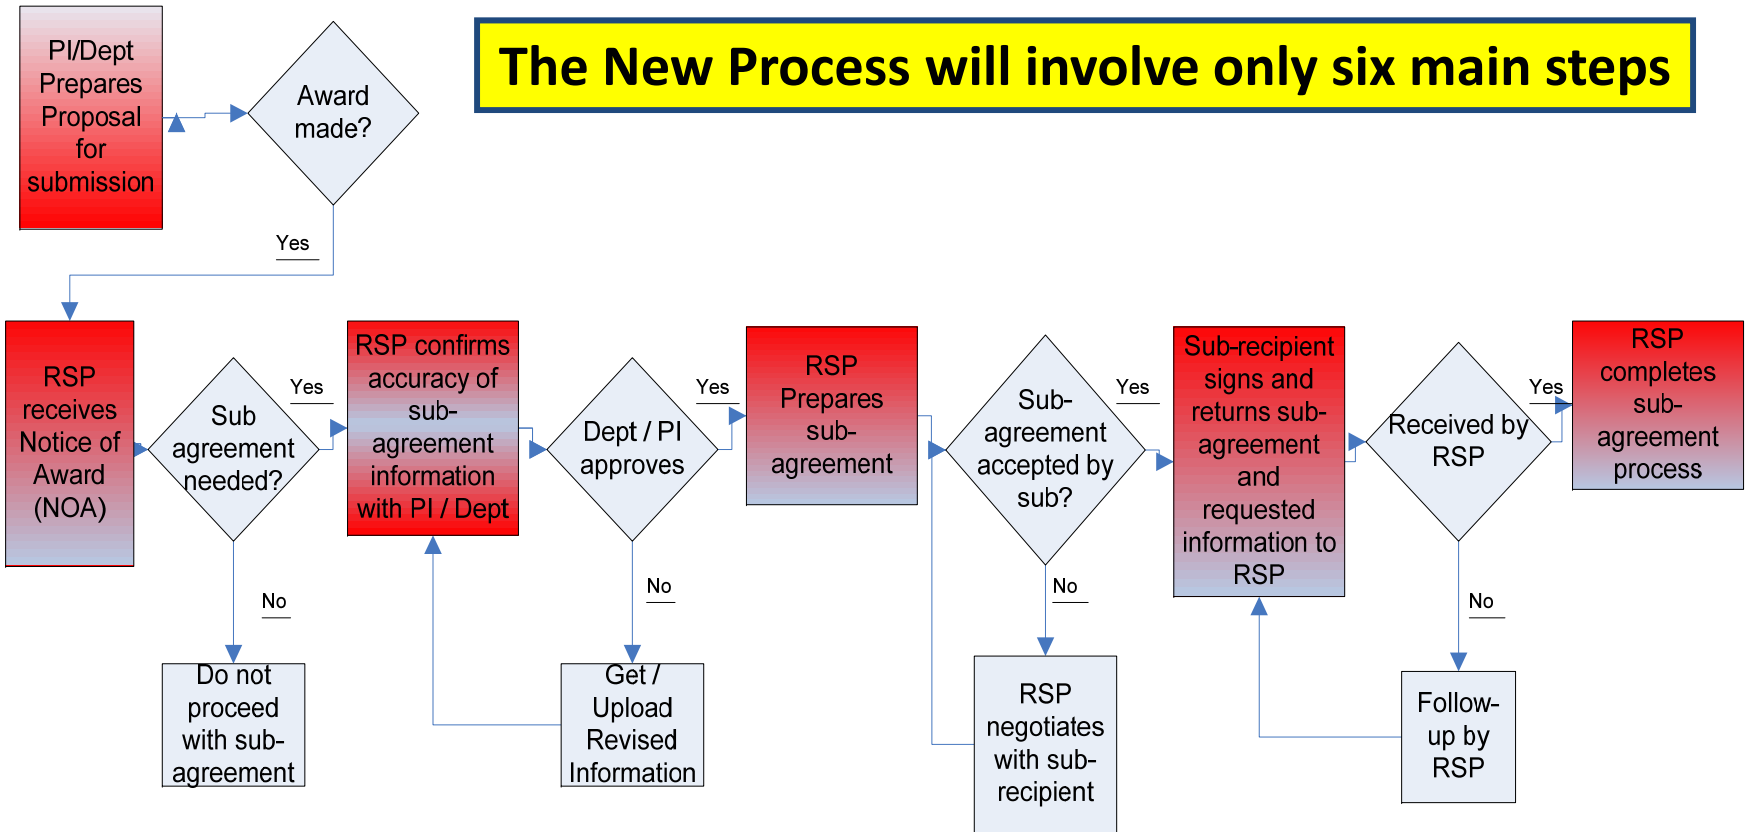 The New Process will involve only six main steps
PI/Dept
Prepares
Proposal
for
submission
Award
made?
Yes
RSP
receives
Notice of
Award
(NOA)
Sub
agreement
needed?
Yes
No
Do not
proceed
with sub-
agreement
RSP confirms
accuracy of
sub-
agreement
information
with PI / Dept
Dept / PI
approves
Yes
No
Get /
Upload
Revised
Information
RSP
Prepares
sub-
agreement
Sub-
agreement
accepted by
sub?
Yes
No
RSP
negotiates
with sub-
recipient
Sub-recipient
signs and
returns sub-
agreement
and
requested
information to
RSP
Received by
RSP
Yes
No
Follow-
up by
RSP
RSP
completes
sub-
agreement
process